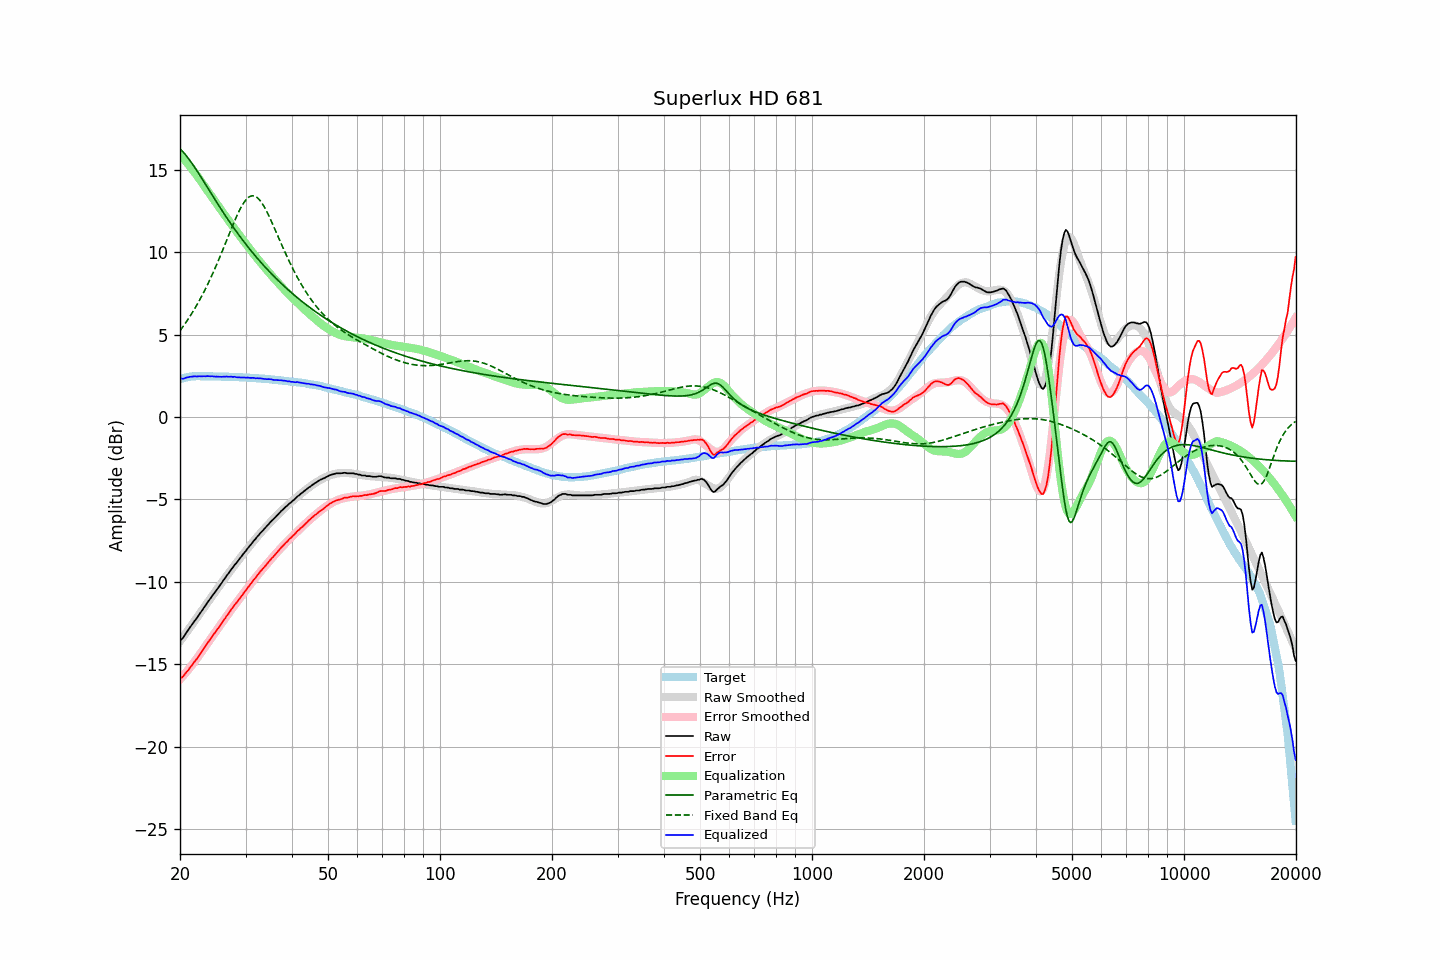 Superlux HD 681
Amplitude (dBr)
15
10
5
0
−5
−10
−15
−20
−25
Target
Raw Smoothed
Error Smoothed
Raw
Error
Equalization
Parametric Eq
Fixed Band Eq
Equalized
20 50 100 200 500 1000 2000 5000 10000 20000
Frequency (Hz)